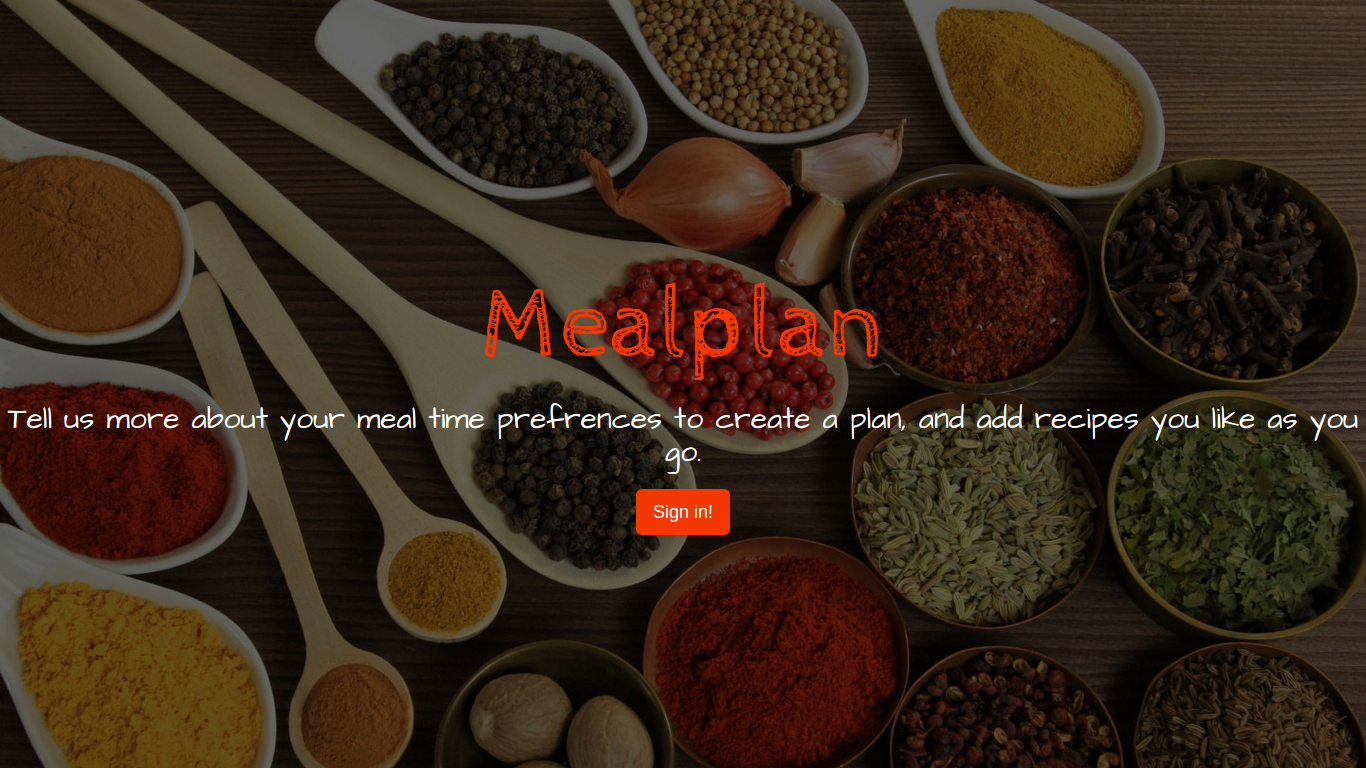 Mealplan
Tell us more about your meal time prefrences to create a plan, and add recipes you like as you
go.
Sign in!